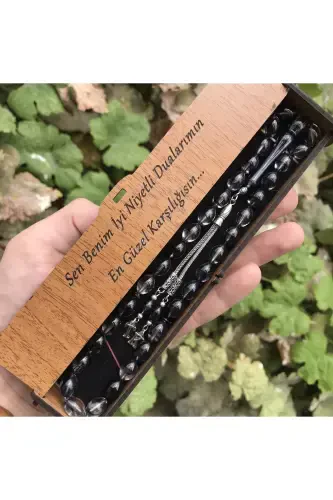 Sen Benim İyi Niyetli Dualarımın
En Güzel Karşılığısın...